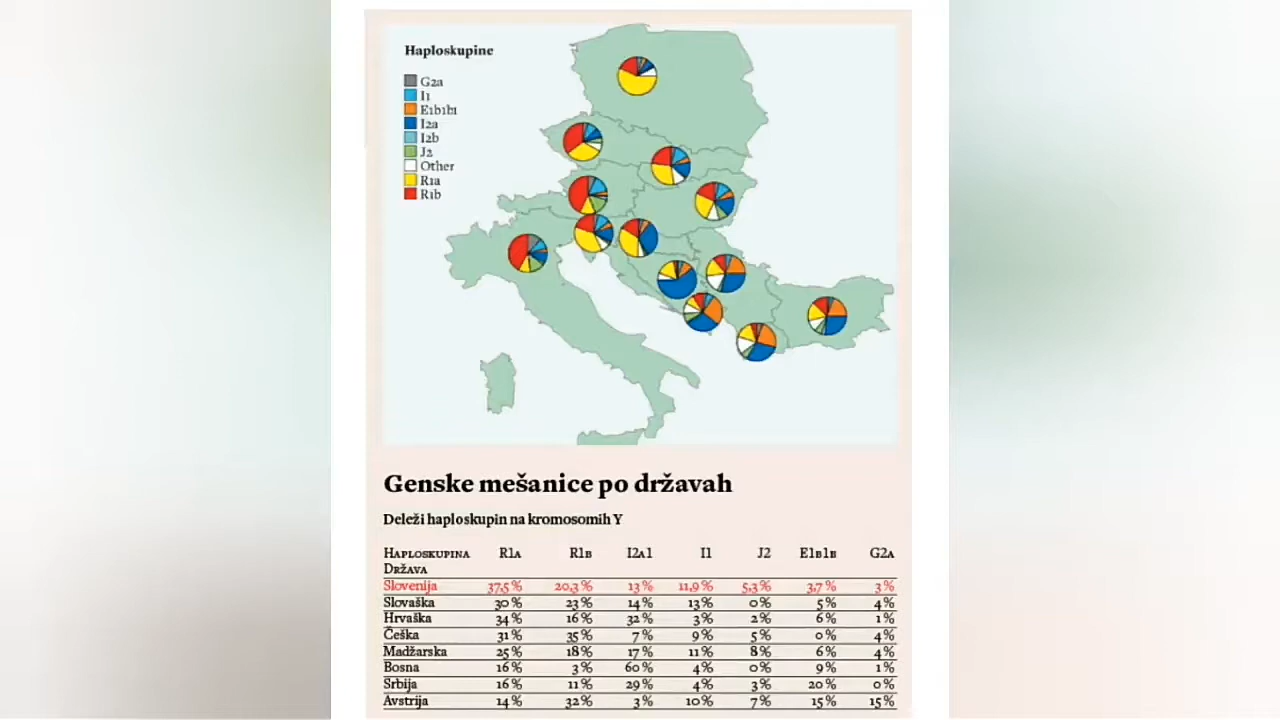 Haploskupine
G2a
I1
E1b1b1
I2a
I2b
J2
Other
R1a
R1b
Genske mešanice po državah
Deleži haploskupin na kromosomih Y
HAPLOSKUPINA R1A R1B I2A1 I1 J2 E1B1B G2A
DRŽAVA
Slovenija 37,5 % 20,3 % 13 % 11,9 % 5,3 % 3,7 % 3 %
Slovaška 30 % 23 % 14 % 13 % 0 % 5 % 4 %
Hrvaška 34 % 16 % 32 % 3 % 2 % 6 % 1 %
Češka 31 % 35 % 7 % 9 % 5 % 0 % 4 %
Madžarska 25 % 18 % 17 % 11 % 8 % 6 % 4 %
Bosna 16 % 3 % 60 % 4 % 0 % 9 % 1 %
Srbija 16 % 11 % 29 % 4 % 3 % 20 % 0 %
Avstrija 14 % 32 % 3 % 10 % 7 % 15 % 15 %